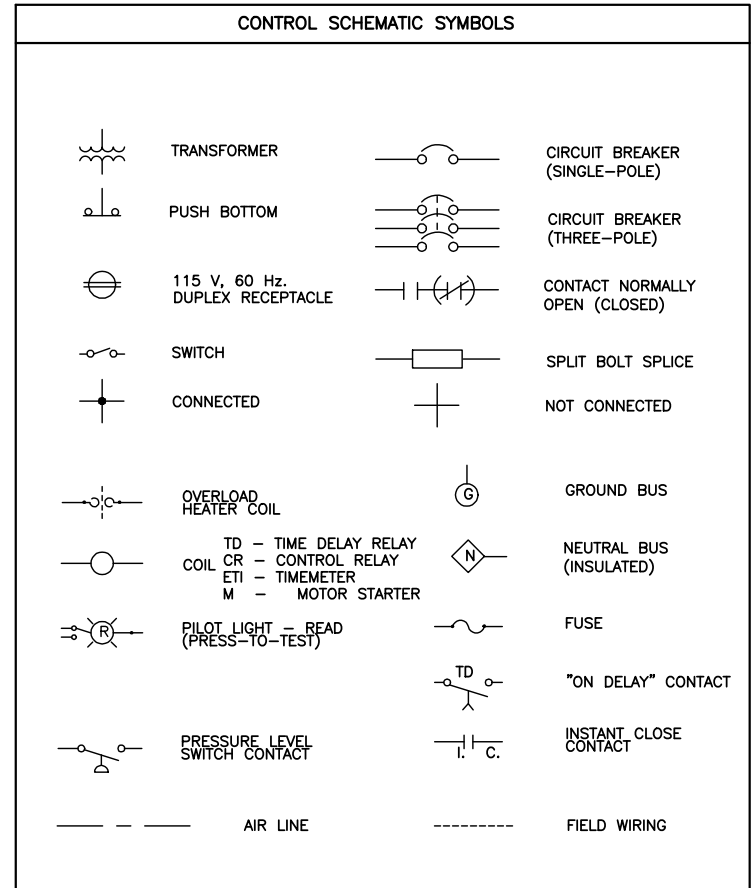 CONTROL SCHEMATIC SYMBOLS
TRANSFORMER
CIRCUIT BREAKER
(SINGLE-POLE)
PUSH BOTTOM
CIRCUIT BREAKER
(THREE-POLE)
115 V, 60 Hz.
DUPLEX RECEPTACLE
CONTACT NORMALLY
OPEN (CLOSED)
SWITCH
SPLIT BOLT SPLICE
CONNECTED
NOT CONNECTED
OVERLOAD
HEATER COIL
G
GROUND BUS
COIL
TD - TIME DELAY RELAY
CR - CONTROL RELAY
ETI - TIMEMETER
M - MOTOR STARTER
N
NEUTRAL BUS
(INSULATED)
R
PILOT LIGHT - READ
(PRESS-TO-TEST)
FUSE
TD
"ON DELAY" CONTACT
PRESSURE LEVEL
SWITCH CONTACT
I. C.
INSTANT CLOSE
CONTACT
AIR LINE
FIELD WIRING